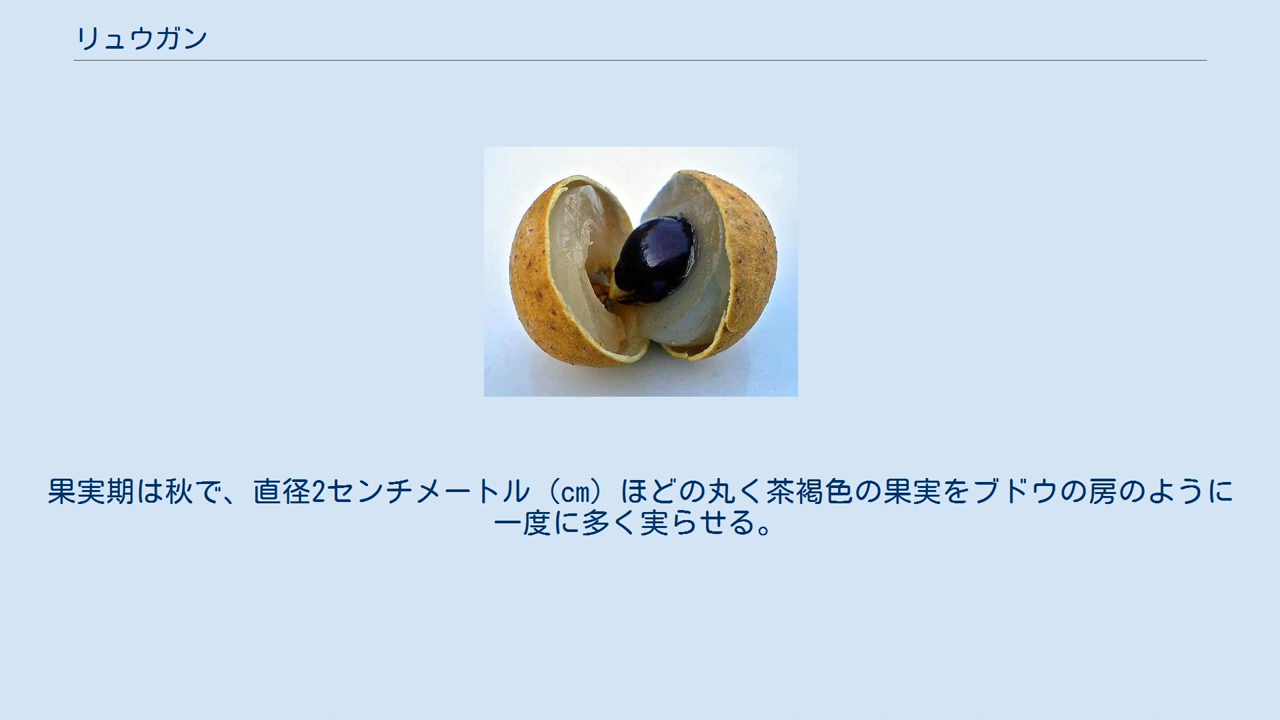 リュウガン
果実期は秋で、直径2センチメートル（cm）ほどの丸く茶褐色の果実をブドウの房のように
一度に多く実らせる。